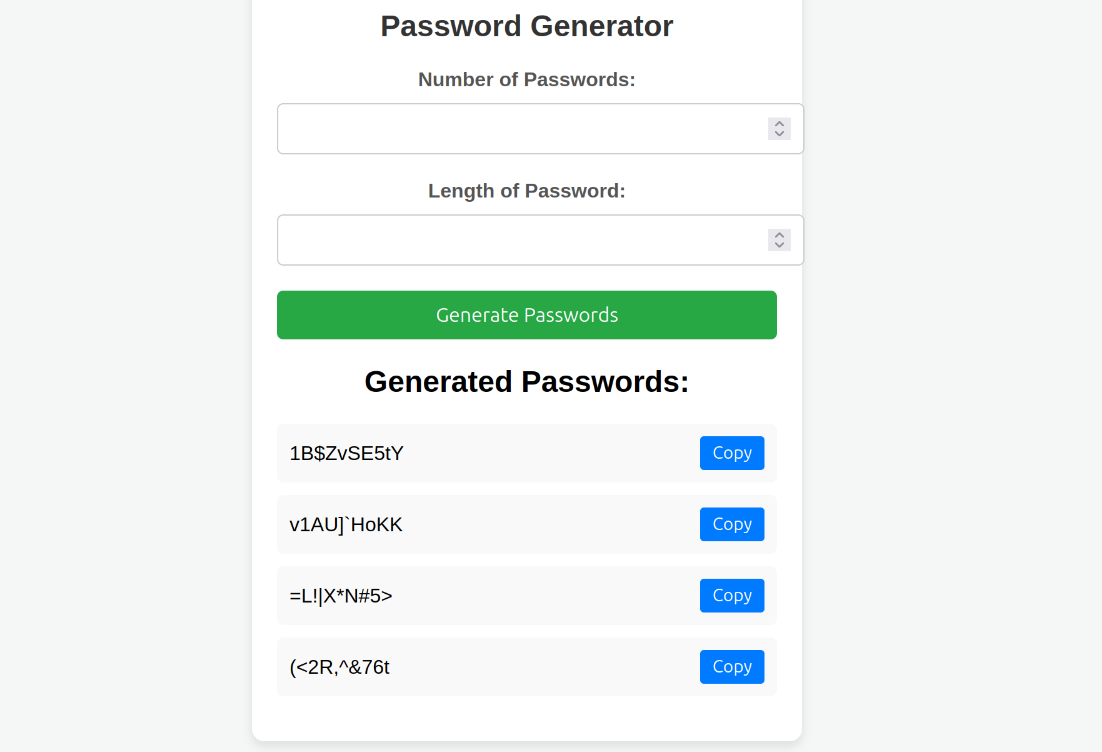 Password Generator
Number of Passwords:
Length of Password:
Generate Passwords
Generated Passwords:
1B$ZvSE5tY Copy
v1AU]`HoKK Copy
=L!|X*N#5> Copy
(<2R,^&76t Copy